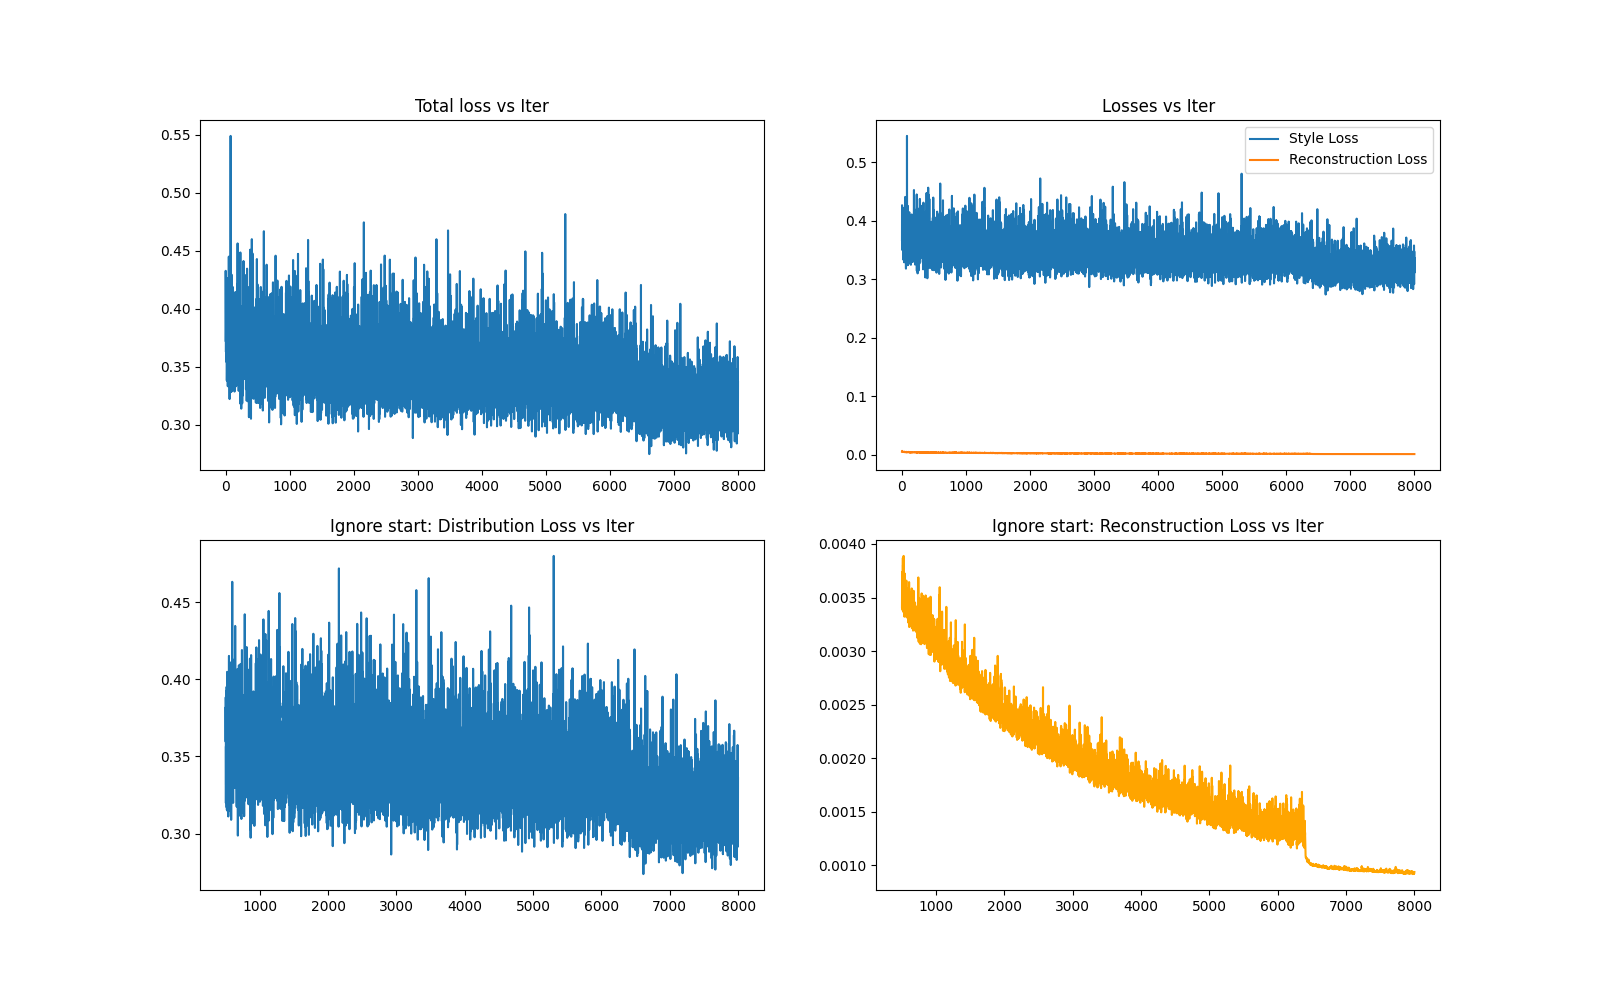 Total loss vs Iter
0.55
0.50
0.45
0.40
0.35
0.30
0 1000 2000 3000 4000 5000 6000 7000 8000
Losses vs Iter
Style Loss
Reconstruction Loss
0.5
0.4
0.3
0.2
0.1
0.0
0 1000 2000 3000 4000 5000 6000 7000 8000
Ignore start: Distribution Loss vs Iter
0.45
0.40
0.35
0.30
1000 2000 3000 4000 5000 6000 7000 8000
Ignore start: Reconstruction Loss vs Iter
0.0040
0.0035
0.0030
0.0025
0.0020
0.0015
0.0010
1000 2000 3000 4000 5000 6000 7000 8000